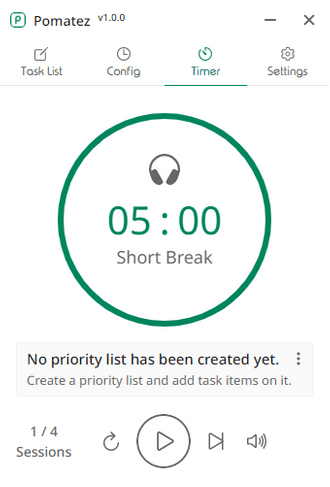 Pomatez v1.0.0
Task List
Config
Timer
Settings
05 : 00
Short Break
No priority list has been created yet.
Create a priority list and add task items on it.
1 / 4
Sessions